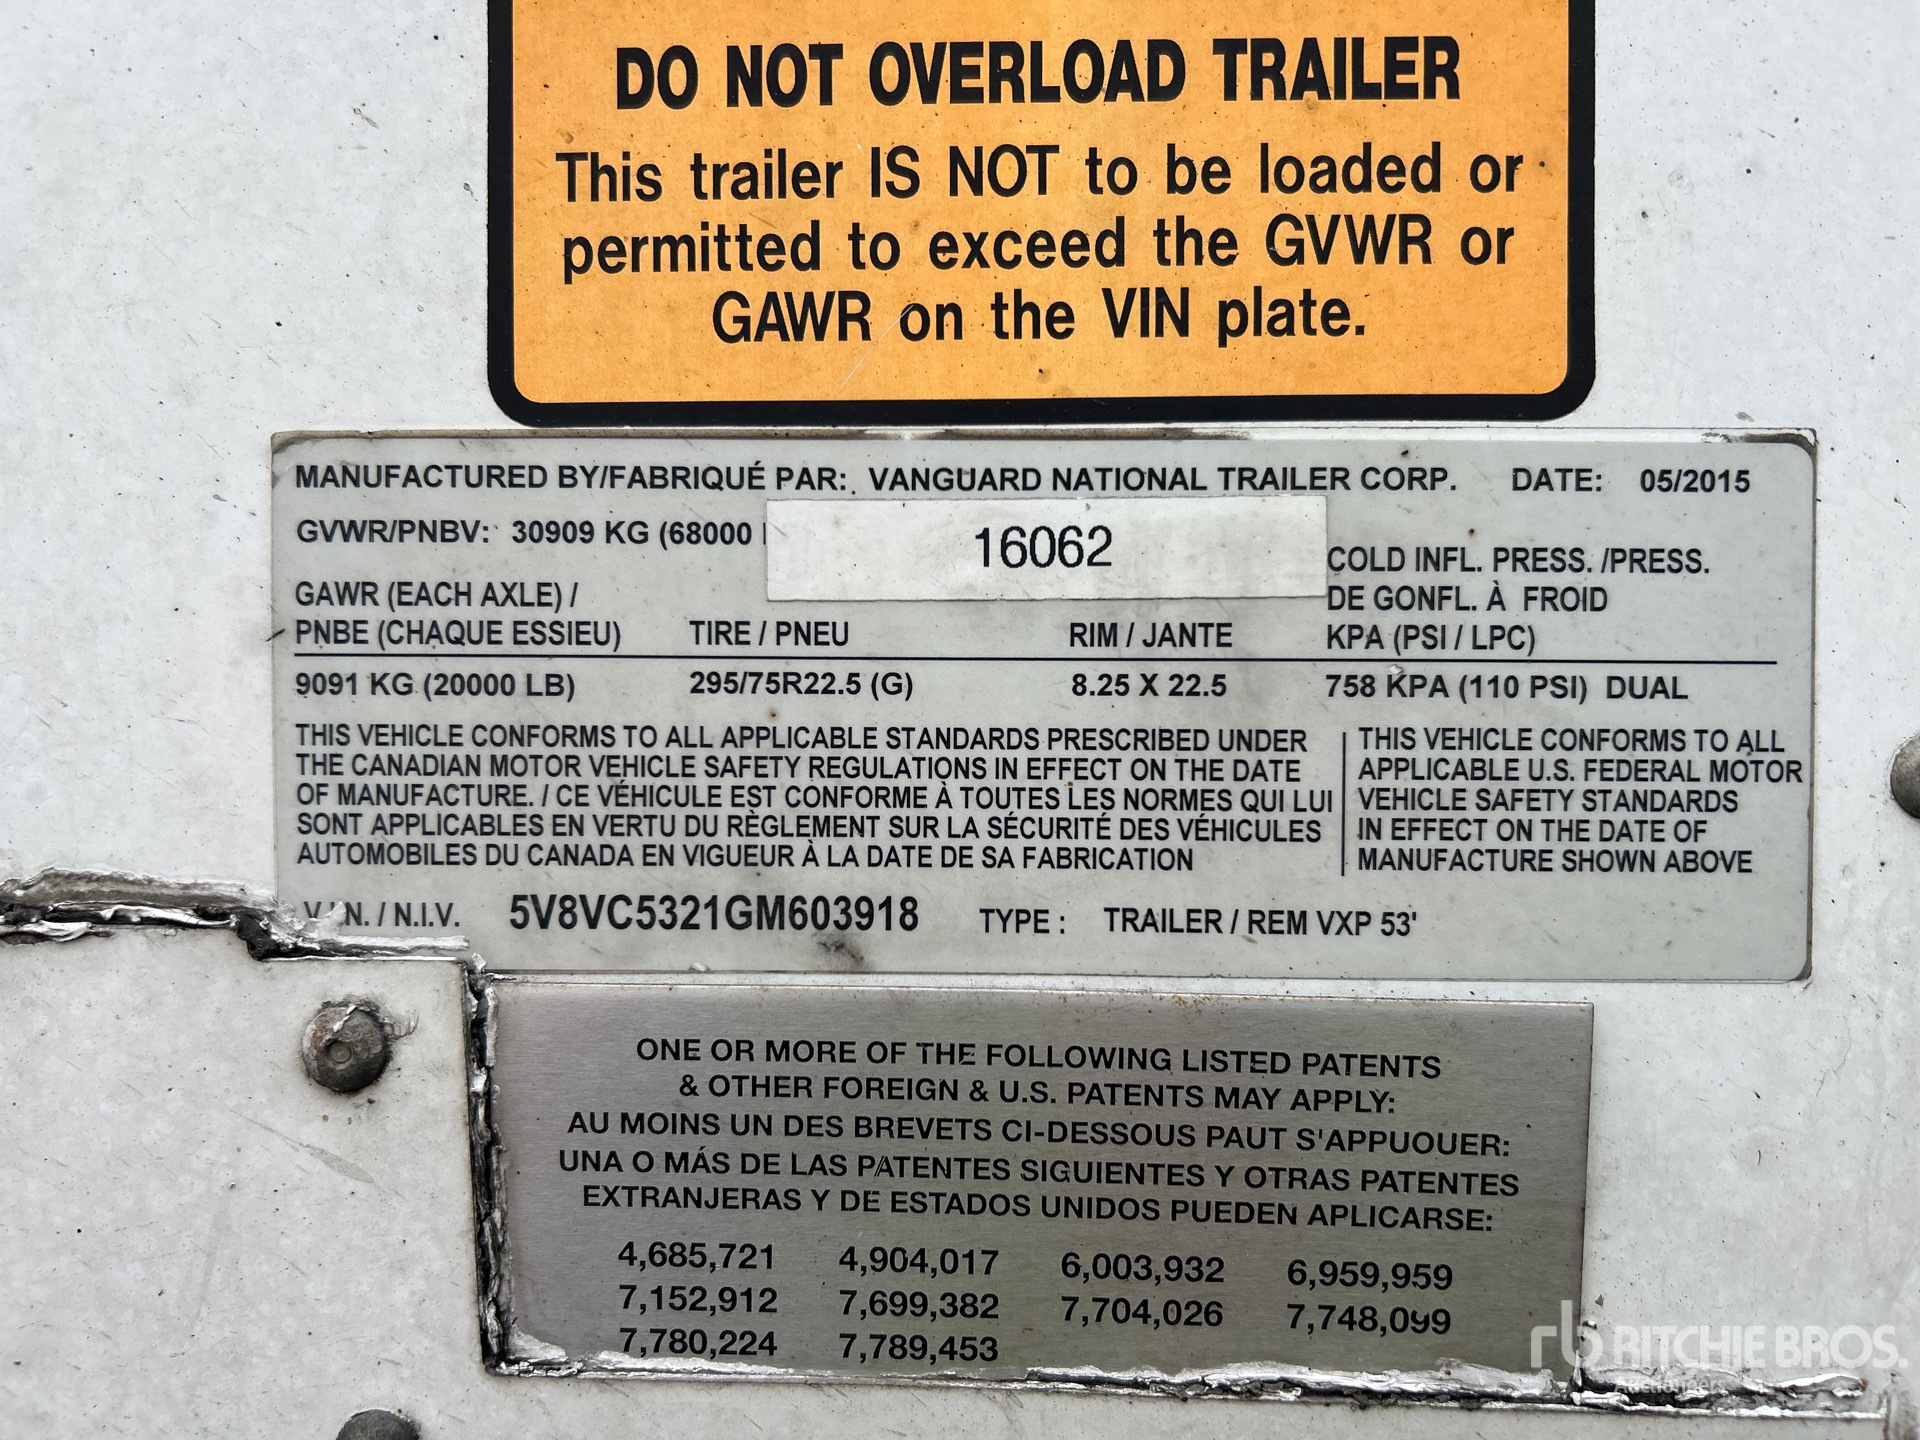 DO NOT OVERLOAD TRAILER
This trailer IS NOT to be loaded or
permitted to exceed the GVWR or
GAWR on the VIN plate.
MANUFACTURED BY/FABRIQUÉ PAR: VANGUARD NATIONAL TRAILER CORP. DATE: 05/2015
GVWR/PNBV: 30909 KG (68000
16062
COLD INFL. PRESS. /PRESS.
GAWR (EACH AXLE) / DE GONFL. À FROID
PNBE (CHAQUE ESSIEU) TIRE / PNEU RIM / JANTE KPA (PSI / LPC)
9091 KG (20000 LB) 295/75R22.5 (G) 8.25 X 22.5 758 KPA (110 PSI) DUAL
THIS VEHICLE CONFORMS TO ALL APPLICABLE STANDARDS PRESCRIBED UNDER
THE CANADIAN MOTOR VEHICLE SAFETY REGULATIONS IN EFFECT ON THE DATE
OF MANUFACTURE. / CE VÉHICULE EST CONFORME À TOUTES LES NORMES QUI LUI
SONT APPLICABLES EN VERTU DU RÈGLEMENT SUR LA SÉCURITÉ DES VÉHICULES
AUTOMOBILES DU CANADA EN VIGUEUR À LA DATE DE SA FABRICATION
THIS VEHICLE CONFORMS TO ALL
APPLICABLE U.S. FEDERAL MOTOR
VEHICLE SAFETY STANDARDS
IN EFFECT ON THE DATE OF
MANUFACTURE SHOWN ABOVE
V.I.N. / N.I.V. 5V8VC5321GM603918 TYPE : TRAILER / REM VXP 53'
ONE OR MORE OF THE FOLLOWING LISTED PATENTS
& OTHER FOREIGN & U.S. PATENTS MAY APPLY:
AU MOINS UN DES BREVETS CI-DESSOUS PAUT S'APPUOUER:
UNA O MÁS DE LAS PATENTES SIGUIENTES Y OTRAS PATENTES
EXTRANJERAS Y DE ESTADOS UNIDOS PUEDEN APLICARSE:
4,685,721 4,904,017 6,003,932 6,959,959
7,152,912 7,699,382 7,704,026 7,748,099
7,780,224 7,789,453
rb RITCHIE BROS.
Auctioneers